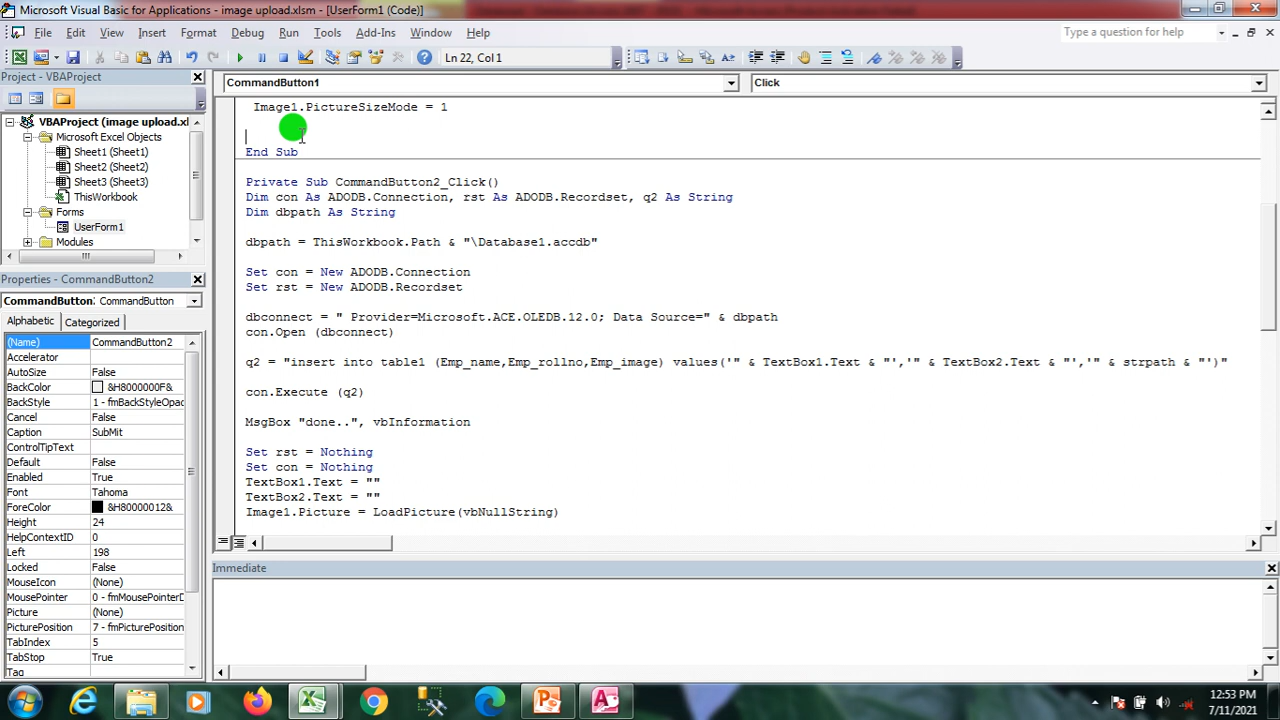 Microsoft Visual Basic for Applications - image upload.xlsm - [UserForm1 (Code)]
File Edit View Insert Format Debug Run Tools Add-Ins Window Help
Type a question for help
Ln 22, Col 1
Project - VBAProject
VBAProject (image upload.xl
Microsoft Excel Objects
Sheet1 (Sheet1)
Sheet2 (Sheet2)
Sheet3 (Sheet3)
ThisWorkbook
Forms
UserForm1
Modules
Properties - CommandButton2
CommandButton: CommandButton
Alphabetic Categorized
(Name) CommandButton2
Accelerator
AutoSize False
BackColor &H8000000F&
BackStyle 1 - fmBackStyleOpac
Cancel False
Caption SubMit
ControlTipText
Default False
Enabled True
Font Tahoma
ForeColor &H80000012&
Height 24
HelpContextID 0
Left 198
Locked False
MouseIcon (None)
MousePointer 0 - fmMousePointerD
Picture (None)
PicturePosition 7 - fmPicturePosition
TabIndex 5
TabStop True
Tag
CommandButton1 Click
Image1.PictureSizeMode = 1
End Sub
Private Sub CommandButton2_Click()
Dim con As ADODB.Connection, rst As ADODB.Recordset, q2 As String
Dim dbpath As String
dbpath = ThisWorkbook.Path & "\Database1.accdb"
Set con = New ADODB.Connection
Set rst = New ADODB.Recordset
dbconnect = " Provider=Microsoft.ACE.OLEDB.12.0; Data Source=" & dbpath
con.Open (dbconnect)
q2 = "insert into table1 (Emp_name,Emp_rollno,Emp_image) values('" & TextBox1.Text & "','" & TextBox2.Text & "','" & strpath & "')"
con.Execute (q2)
MsgBox "done..", vbInformation
Set rst = Nothing
Set con = Nothing
TextBox1.Text = ""
TextBox2.Text = ""
Image1.Picture = LoadPicture(vbNullString)
Immediate
12:53 PM
7/11/2021